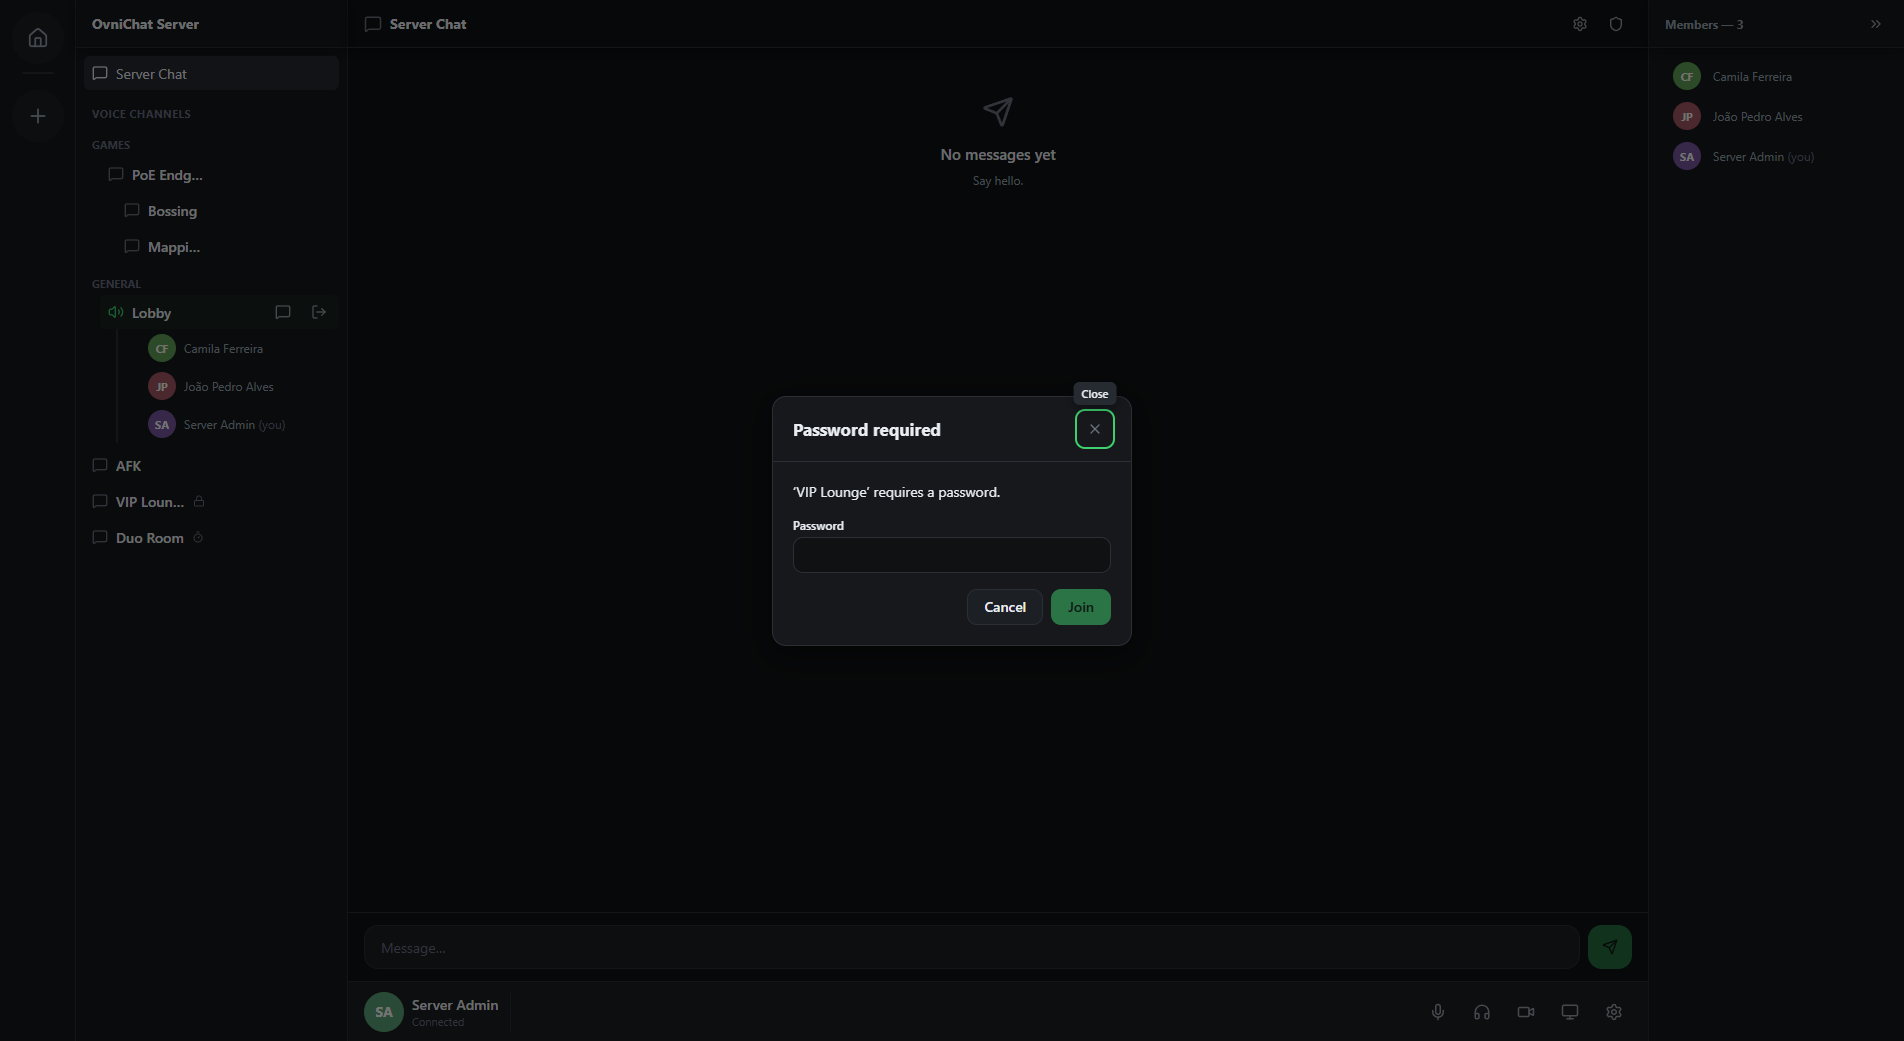 OvniChat Server
Server Chat
VOICE CHANNELS
GAMES
PoE Endg...
Bossing
Mappi...
GENERAL
Lobby
CF Camila Ferreira
JP João Pedro Alves
SA Server Admin (you)
AFK
VIP Loun...
Duo Room
Server Chat
No messages yet
Say hello.
Close
Password required
‘VIP Lounge’ requires a password.
Password
Cancel
Join
Message...
SA Server Admin
Connected
Members — 3
CF Camila Ferreira
JP João Pedro Alves
SA Server Admin (you)